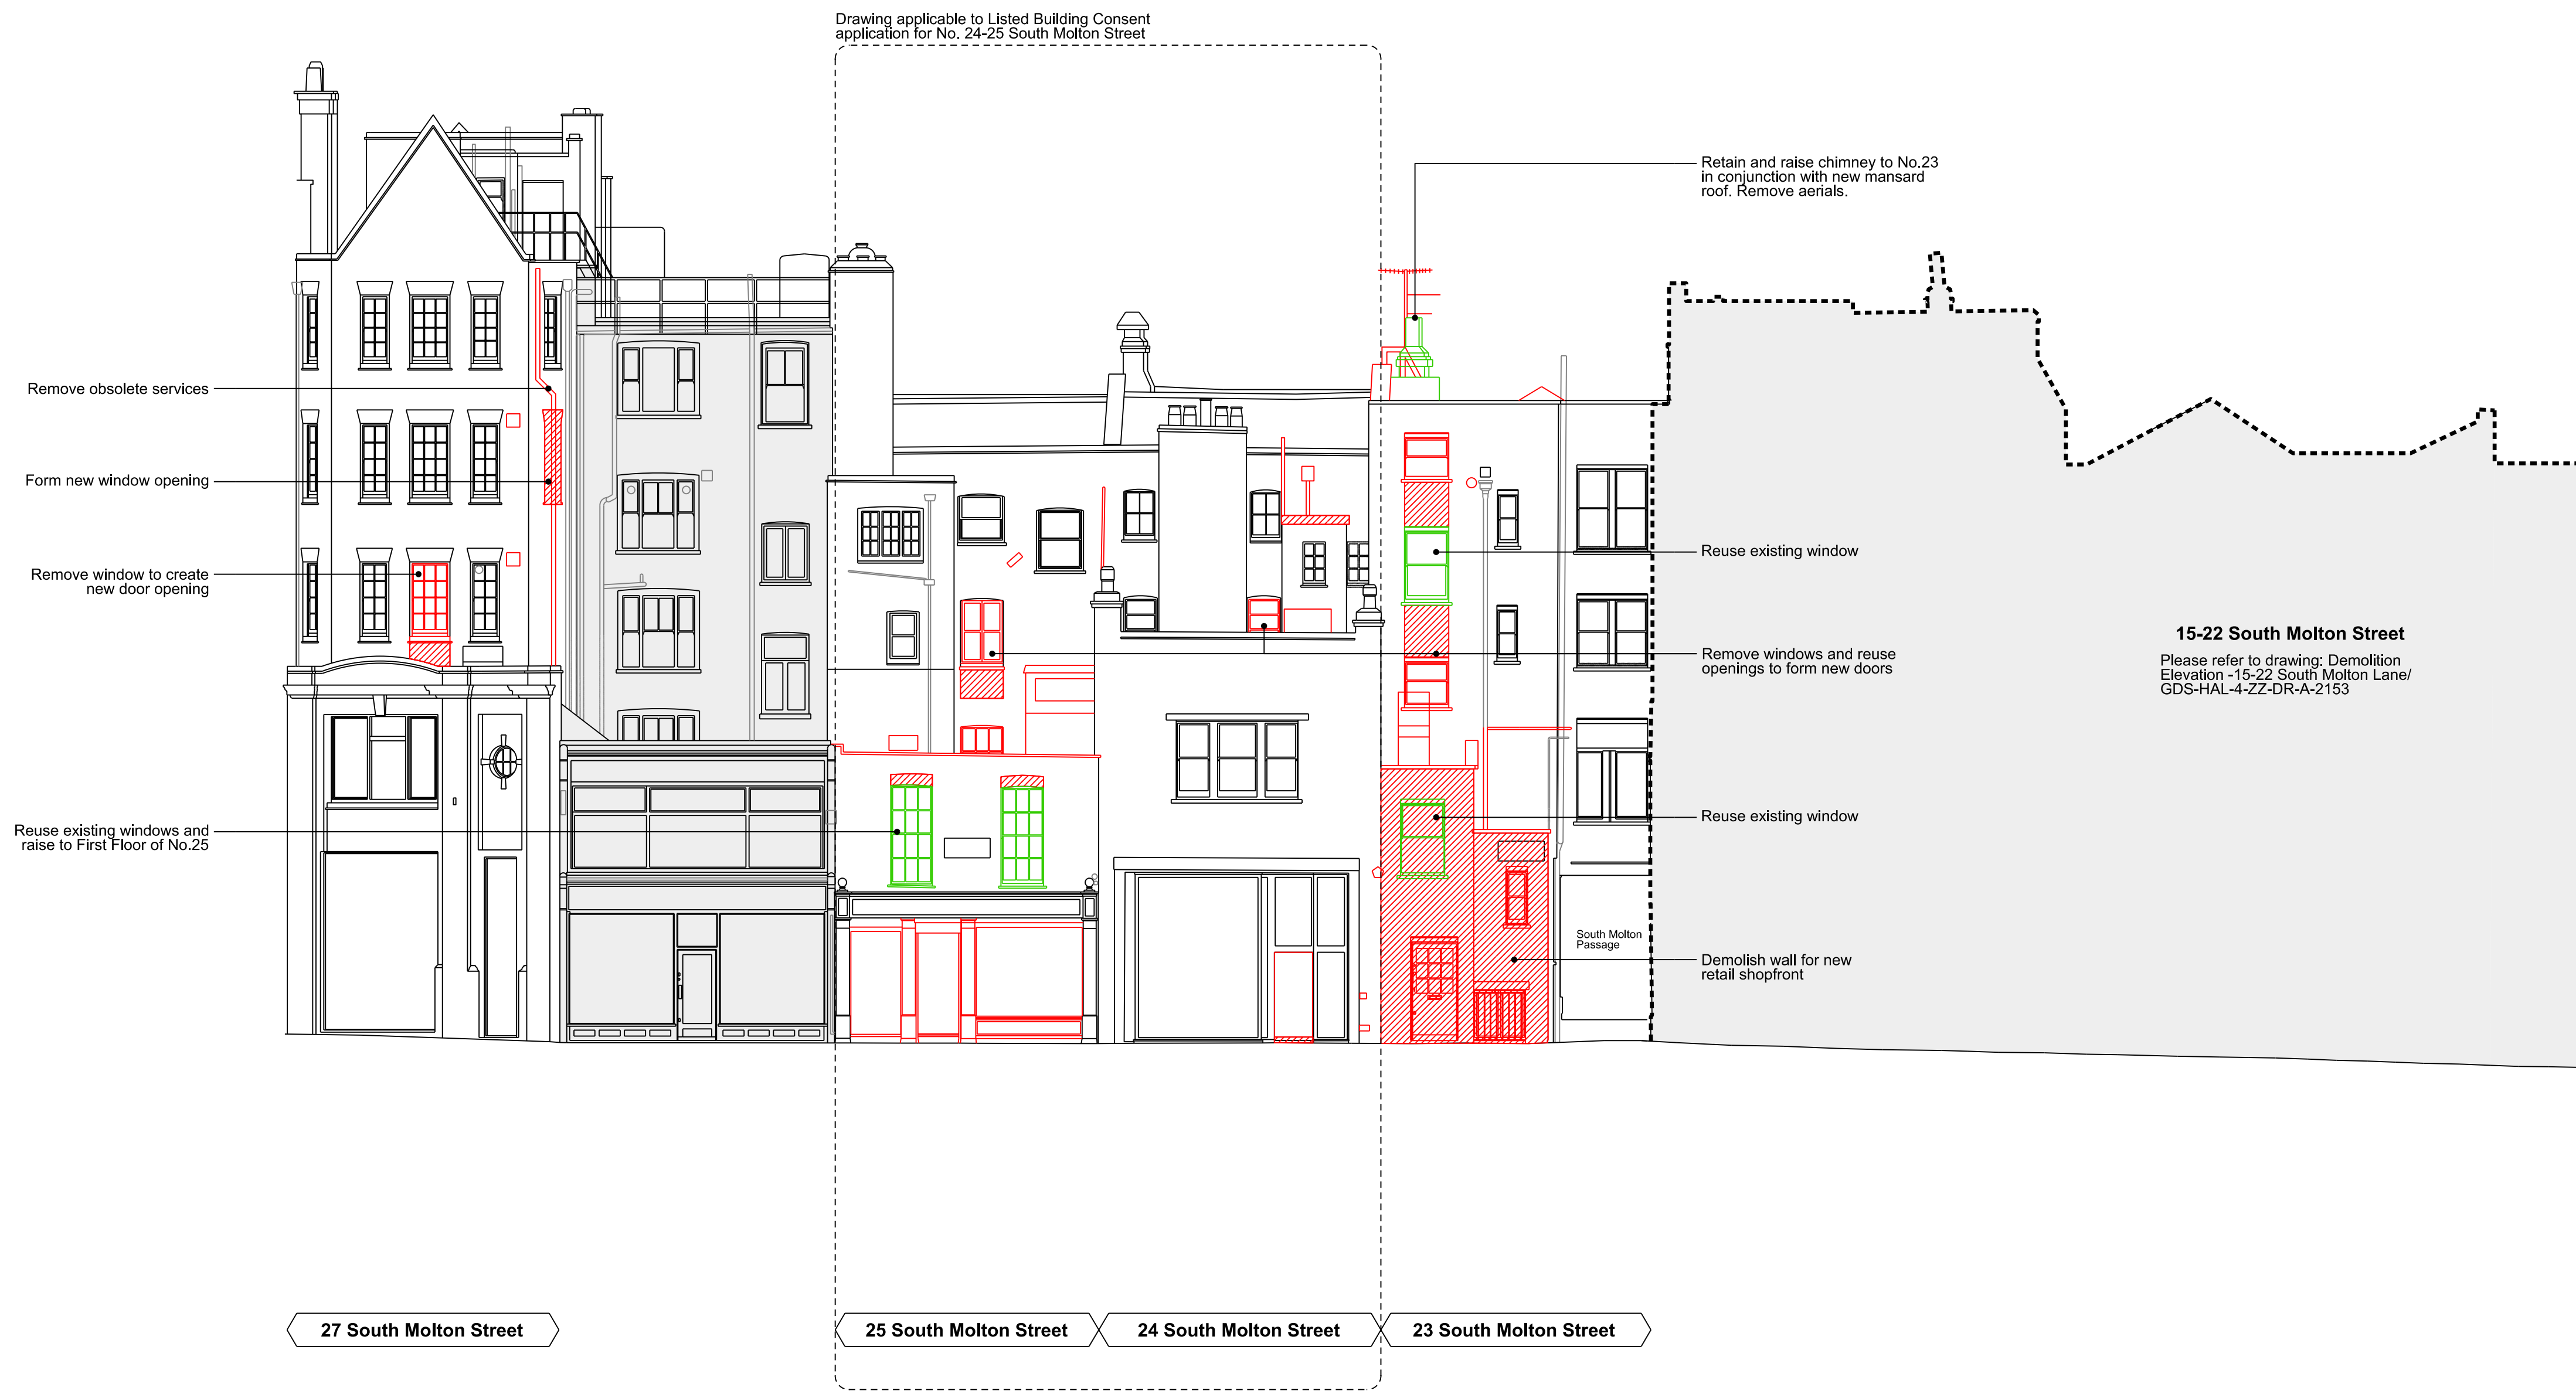 Drawing applicable to Listed Building Consent
application for No. 24-25 South Molton Street
Retain and raise chimney to No.23
in conjunction with new mansard
roof. Remove aerials.
Remove obsolete services
Form new window opening
Remove window to create
new door opening
Reuse existing windows and
raise to First Floor of No.25
Reuse existing window
Remove windows and reuse
openings to form new doors
Reuse existing window
Demolish wall for new
retail shopfront
South Molton
Passage
15-22 South Molton Street
Please refer to drawing: Demolition
Elevation -15-22 South Molton Lane/
GDS-HAL-4-ZZ-DR-A-2153
27 South Molton Street
25 South Molton Street
24 South Molton Street
23 South Molton Street